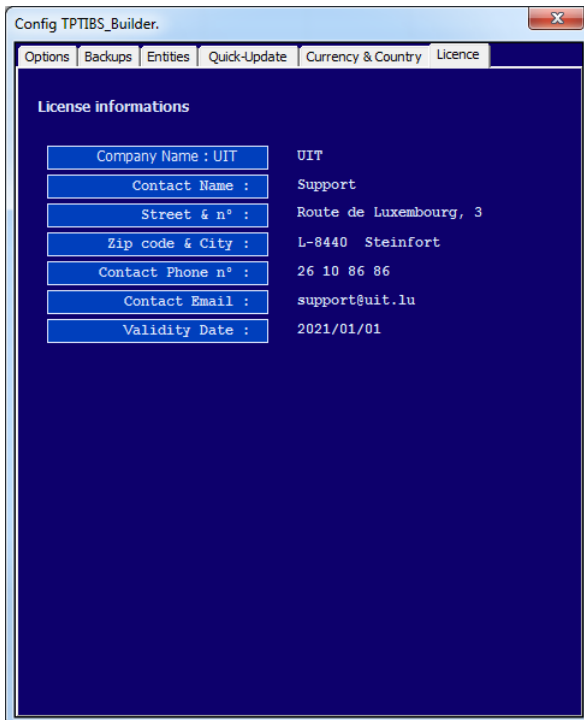 Config TPTIBS_Builder.
Options Backups Entities Quick-Update Currency & Country Licence
License informations
Company Name : UIT UIT
Contact Name : Support
Street & n° : Route de Luxembourg, 3
Zip code & City : L-8440 Steinfort
Contact Phone n° : 26 10 86 86
Contact Email : support@uit.lu
Validity Date : 2021/01/01